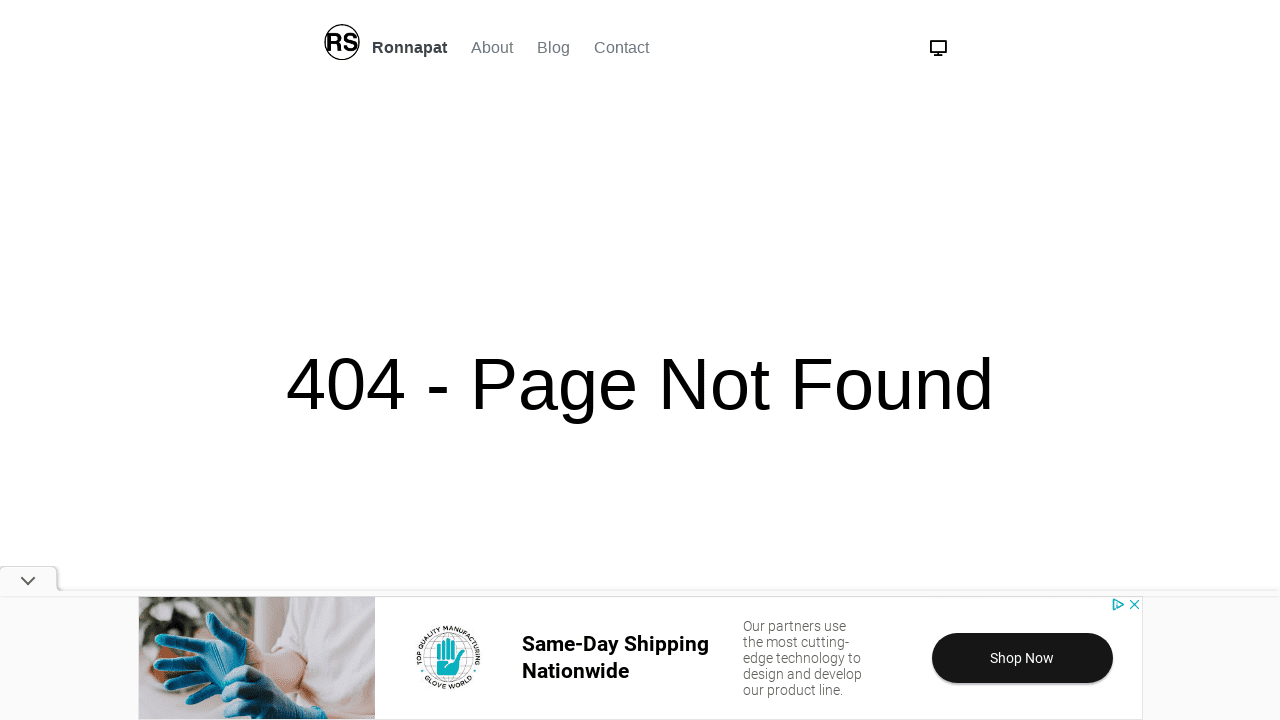 RS Ronnapat About Blog Contact
404 - Page Not Found
TOP QUALITY MANUFACTURING
GLOVE WORLD
Same-Day Shipping
Nationwide
Our partners use
the most cutting-
edge technology to
design and develop
our product line.
Shop Now